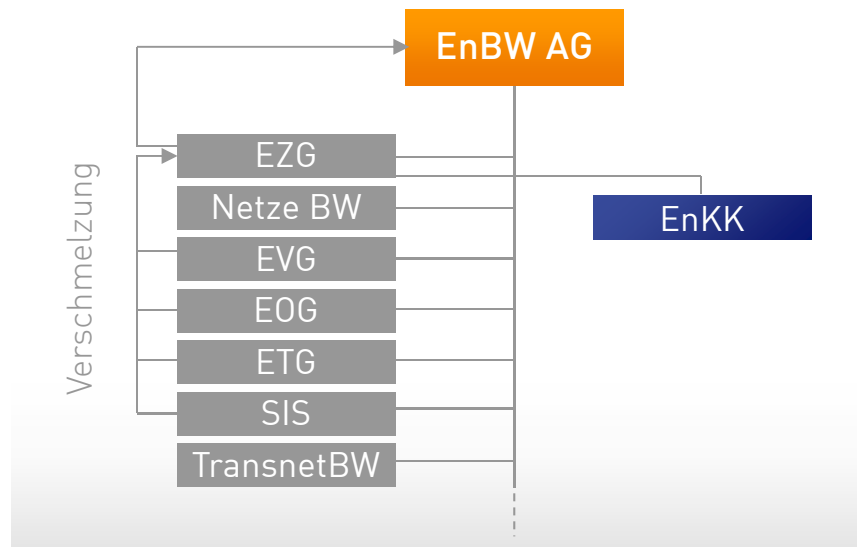 EnBW AG
EZG
Netze BW
EnKK
EVG
EOG
ETG
SIS
TransnetBW
Verschmelzung